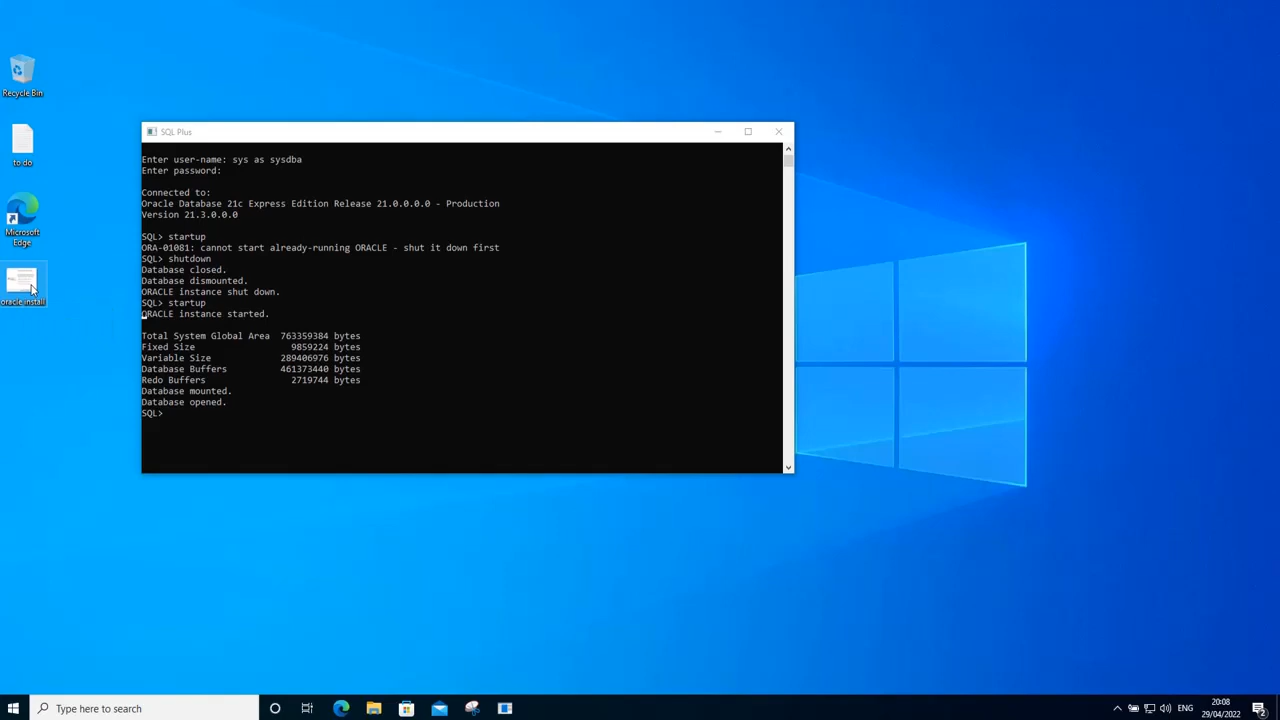 Recycle Bin
to do
Microsoft
Edge
oracle install
SQL Plus
Enter user-name: sys as sysdba
Enter password:
Connected to:
Oracle Database 21c Express Edition Release 21.0.0.0.0 - Production
Version 21.3.0.0.0
SQL> startup
ORA-01081: cannot start already-running ORACLE - shut it down first
SQL> shutdown
Database closed.
Database dismounted.
ORACLE instance shut down.
SQL> startup
ORACLE instance started.
Total System Global Area  763359384 bytes
Fixed Size                  9859224 bytes
Variable Size             289406976 bytes
Database Buffers          461373440 bytes
Redo Buffers                2719744 bytes
Database mounted.
Database opened.
SQL>
Type here to search
ENG
20:08
29/04/2022
2